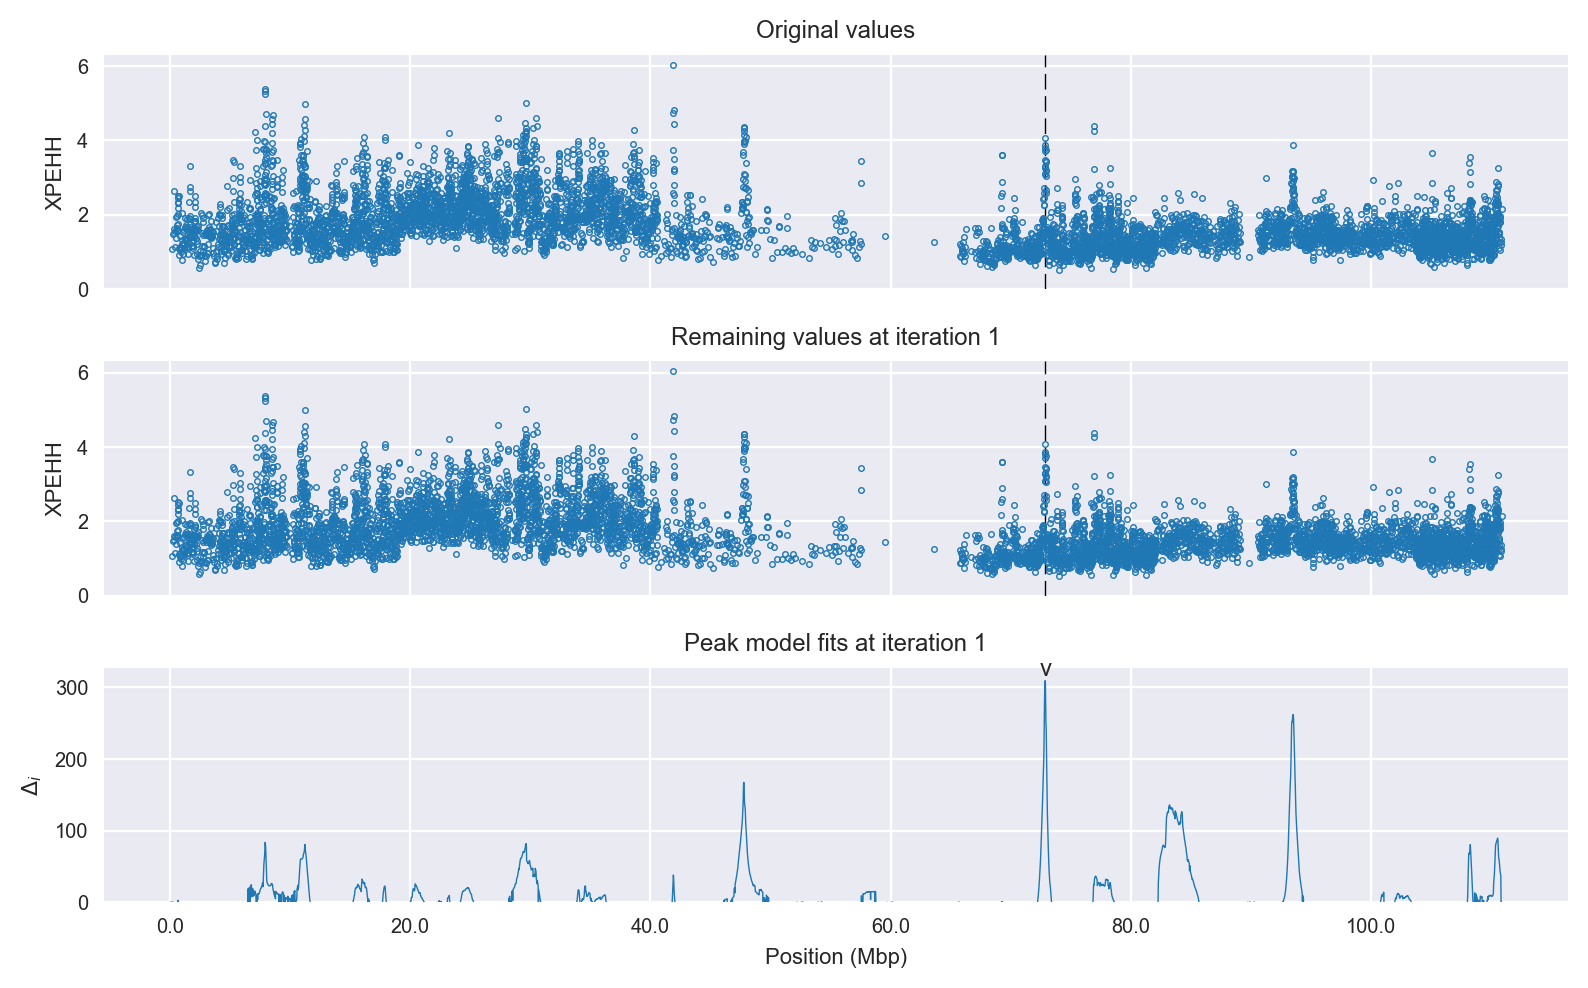 Original values
6
4
2
0
XPEHH
Remaining values at iteration 1
6
4
2
0
XPEHH
Peak model fits at iteration 1
v
300
200
100
0
Δi
0.0 20.0 40.0 60.0 80.0 100.0
Position (Mbp)